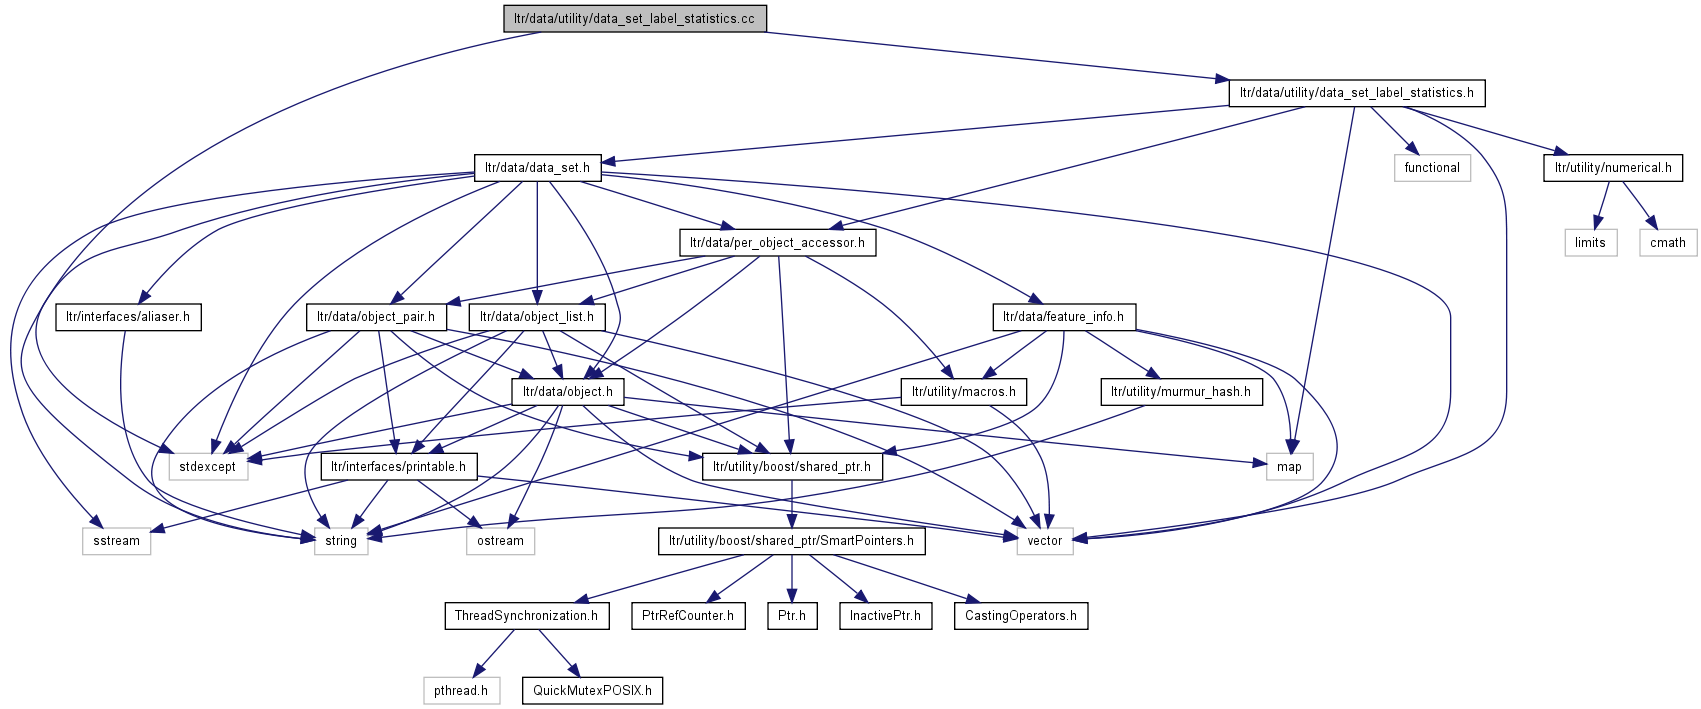 ltr/data/utility/data_set_label_statistics.cc
ltr/data/utility/data_set_label_statistics.h
ltr/data/data_set.h
functional
ltr/utility/numerical.h
ltr/data/per_object_accessor.h
limits
cmath
ltr/interfaces/aliaser.h
ltr/data/object_pair.h
ltr/data/object_list.h
ltr/data/feature_info.h
ltr/data/object.h
ltr/utility/macros.h
ltr/utility/murmur_hash.h
stdexcept
ltr/interfaces/printable.h
ltr/utility/boost/shared_ptr.h
map
sstream
string
ostream
ltr/utility/boost/shared_ptr/SmartPointers.h
vector
ThreadSynchronization.h
PtrRefCounter.h
Ptr.h
InactivePtr.h
CastingOperators.h
pthread.h
QuickMutexPOSIX.h